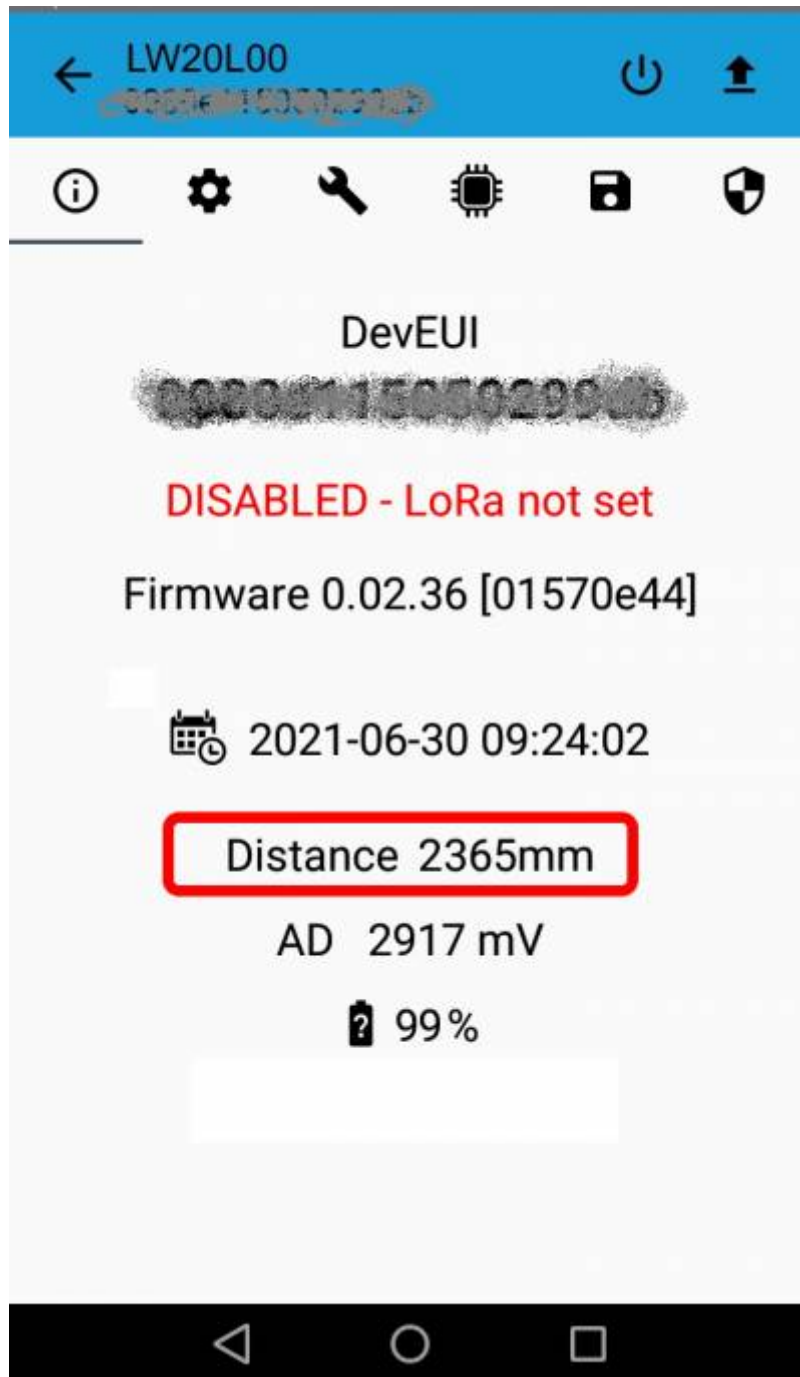 LW20L00
DevEUI
DISABLED - LoRa not set
Firmware 0.02.36 [01570e44]
2021-06-30 09:24:02
Distance 2365mm
AD 2917 mV
? 99%